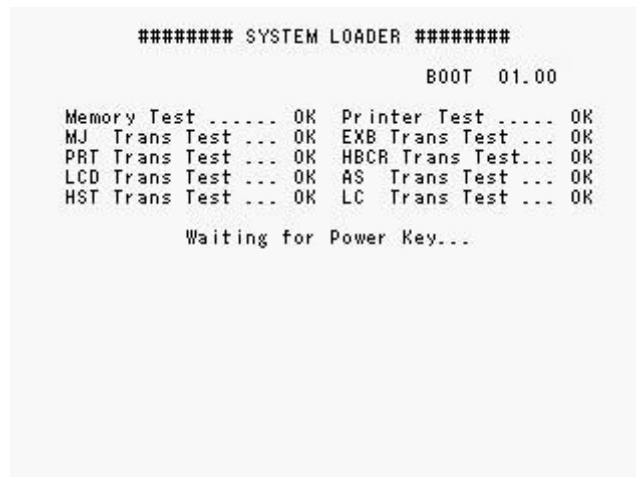 ######## SYSTEM LOADER ########
BOOT 01.00
Memory Test ...... OK Printer Test ..... OK
MJ Trans Test ... OK EXB Trans Test ... OK
PRT Trans Test ... OK HBCR Trans Test... OK
LCD Trans Test ... OK AS Trans Test ... OK
HST Trans Test ... OK LC Trans Test ... OK
Waiting for Power Key...